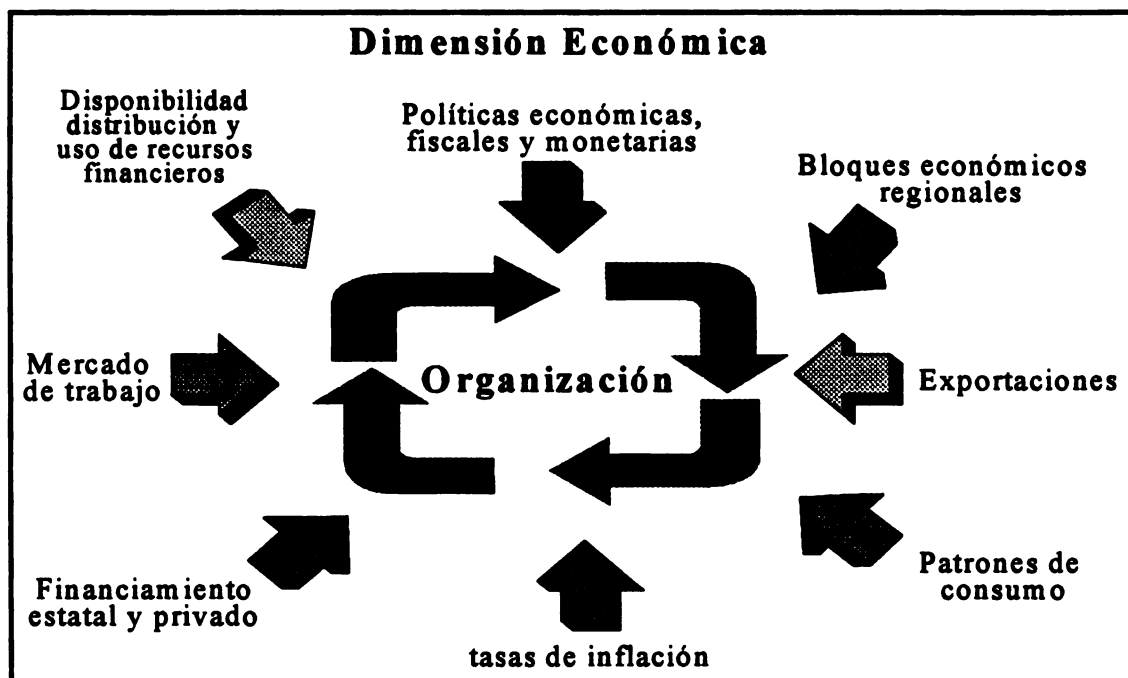 Dimensión Económica
Disponibilidad
distribución y
uso de recursos
financieros
Políticas económicas,
fiscales y monetarias
Bloques económicos
regionales
Mercado
de trabajo
Organización
Exportaciones
Financiamiento
estatal y privado
tasas de inflación
Patrones de
consumo